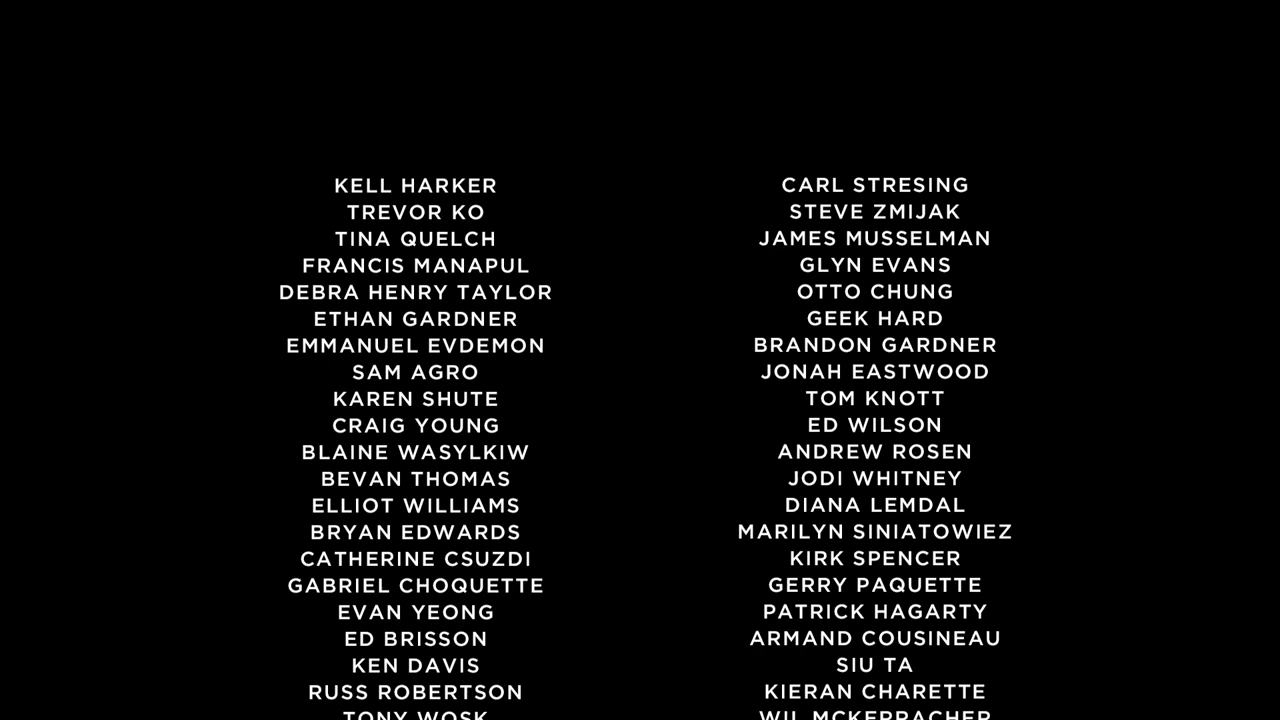 KELL HARKER
TREVOR KO
TINA QUELCH
FRANCIS MANAPUL
DEBRA HENRY TAYLOR
ETHAN GARDNER
EMMANUEL EVDEMON
SAM AGRO
KAREN SHUTE
CRAIG YOUNG
BLAINE WASYLKIW
BEVAN THOMAS
ELLIOT WILLIAMS
BRYAN EDWARDS
CATHERINE CSUZDI
GABRIEL CHOQUETTE
EVAN YEONG
ED BRISSON
KEN DAVIS
RUSS ROBERTSON
TONY WOSK
CARL STRESING
STEVE ZMIJAK
JAMES MUSSELMAN
GLYN EVANS
OTTO CHUNG
GEEK HARD
BRANDON GARDNER
JONAH EASTWOOD
TOM KNOTT
ED WILSON
ANDREW ROSEN
JODI WHITNEY
DIANA LEMDAL
MARILYN SINIATOWIEZ
KIRK SPENCER
GERRY PAQUETTE
PATRICK HAGARTY
ARMAND COUSINEAU
SIU TA
KIERAN CHARETTE
WIL